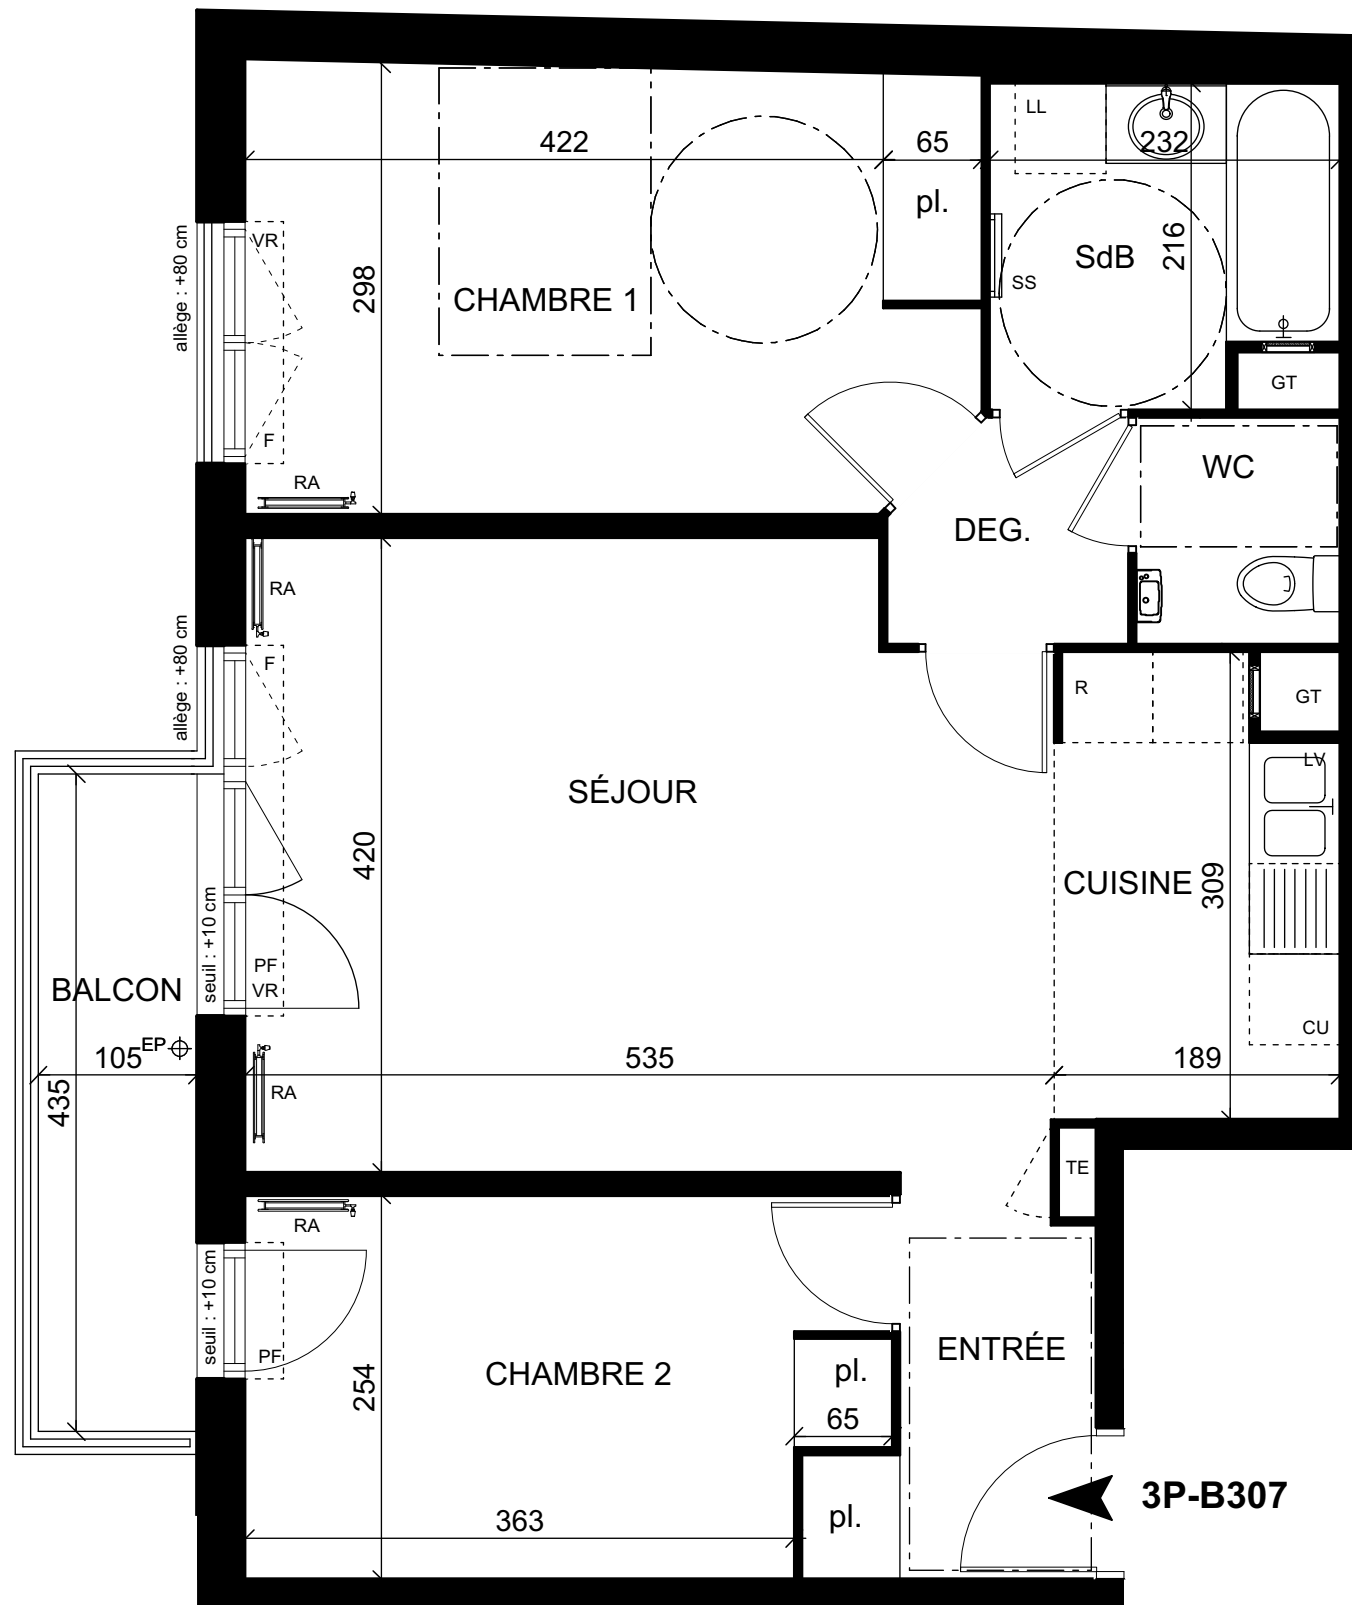 LL
422
65
232
pl.
VR
allège : +80 cm
298
216
SdB
SS
CHAMBRE 1
GT
F
WC
RA
DEG.
RA
allège : +80 cm
F
R
GT
LV
SÉJOUR
420
CUISINE
309
seuil : +10 cm
PF
VR
BALCON
CU
EP
105
535
189
435
RA
TE
RA
seuil : +10 cm
PF
ENTRÉE
CHAMBRE 2
pl.
254
65
3P-B307
363
pl.